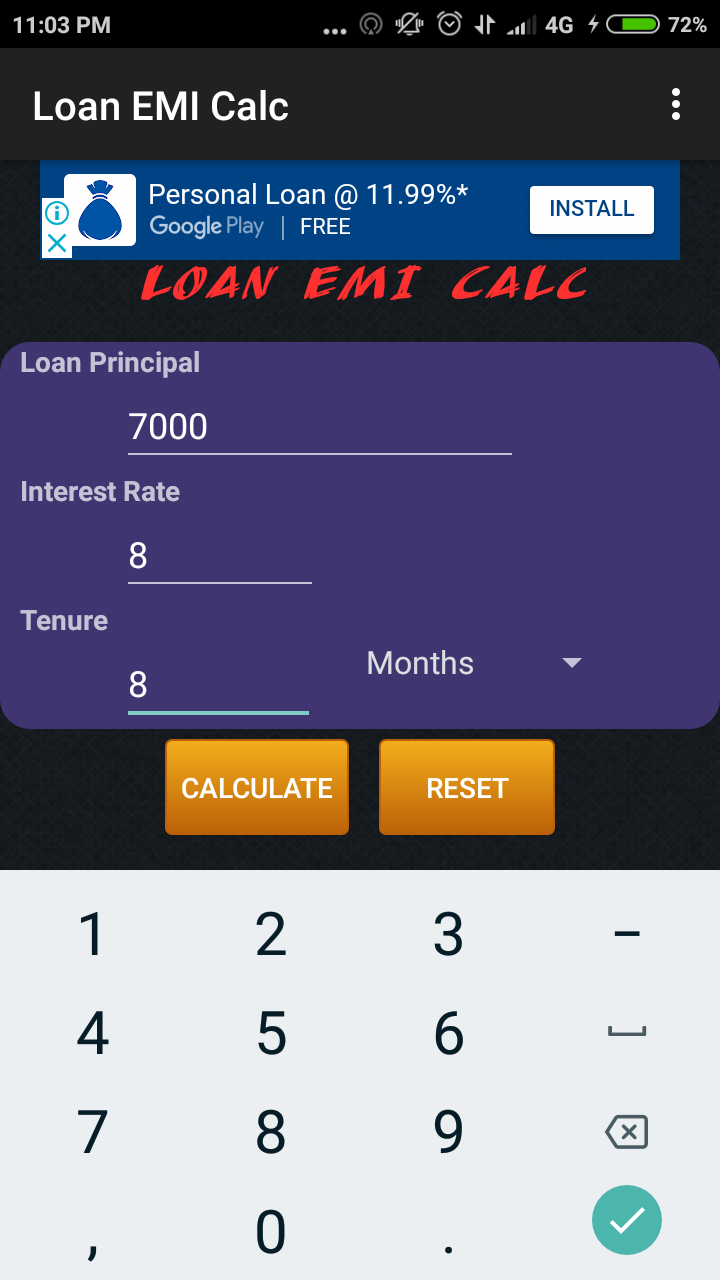 11:03 PM ... 4G 72%
Loan EMI Calc
Personal Loan @ 11.99%*
Google Play | FREE
INSTALL
LOAN EMI CALC
Loan Principal
7000
Interest Rate
8
Tenure
8 Months
CALCULATE RESET
1 2 3 –
4 5 6
7 8 9
, 0 .